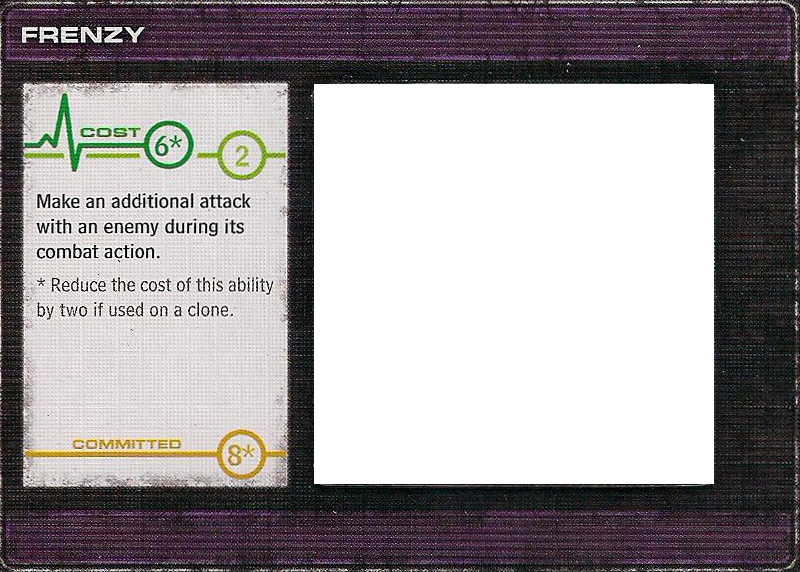 FRENZY
COST 6* 2
Make an additional attack
with an enemy during its
combat action.
* Reduce the cost of this ability
by two if used on a clone.
COMMITTED 8*